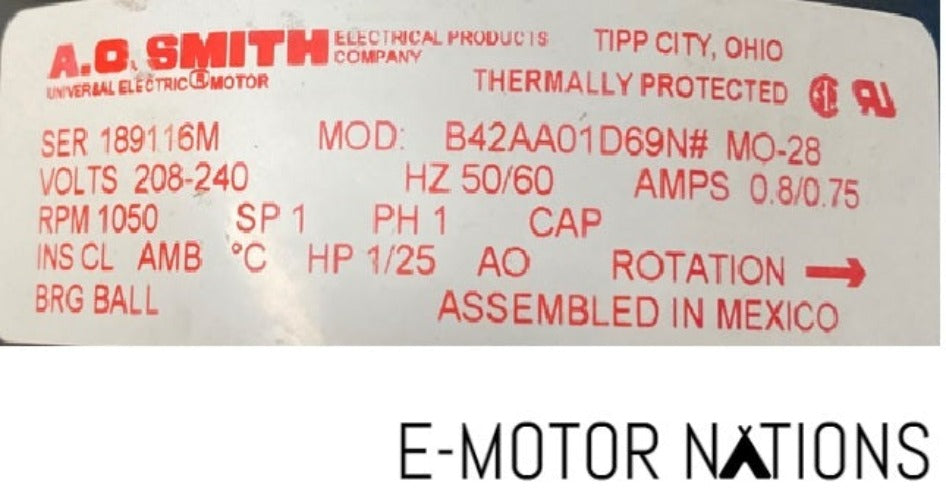 A.O. SMITH ELECTRICAL PRODUCTS COMPANY TIPP CITY, OHIO
UNIVERSAL ELECTRIC® MOTOR THERMALLY PROTECTED
SER 189116M MOD: B42AA01D69N# MO-28
VOLTS 208-240 HZ 50/60 AMPS 0.8/0.75
RPM 1050 SP 1 PH 1 CAP
INS CL AMB °C HP 1/25 AO ROTATION →
BRG BALL ASSEMBLED IN MEXICO
E-MOTOR NATIONS